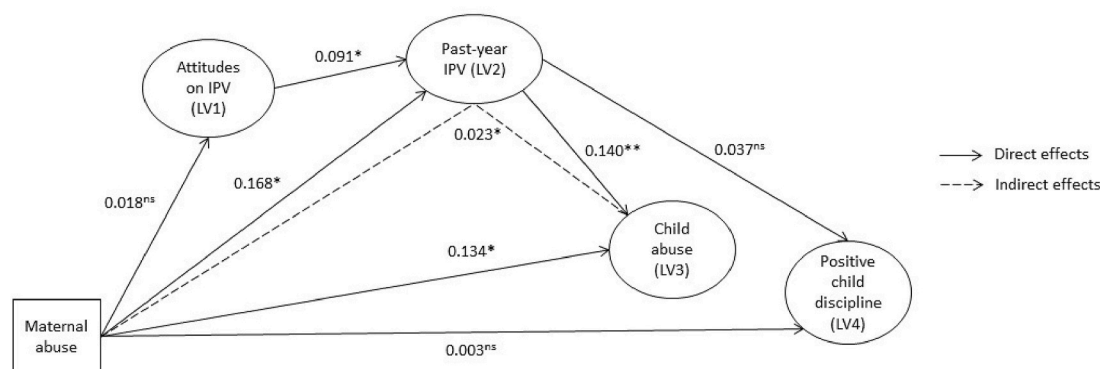 Attitudes
on IPV
(LV1)
0.091*
Past-year
IPV (LV2)
0.023*
0.140**
0.037ns
Direct effects
Indirect effects
0.018ns
0.168*
0.134*
Child
abuse
(LV3)
Positive
child
discipline
(LV4)
Maternal
abuse
0.003ns